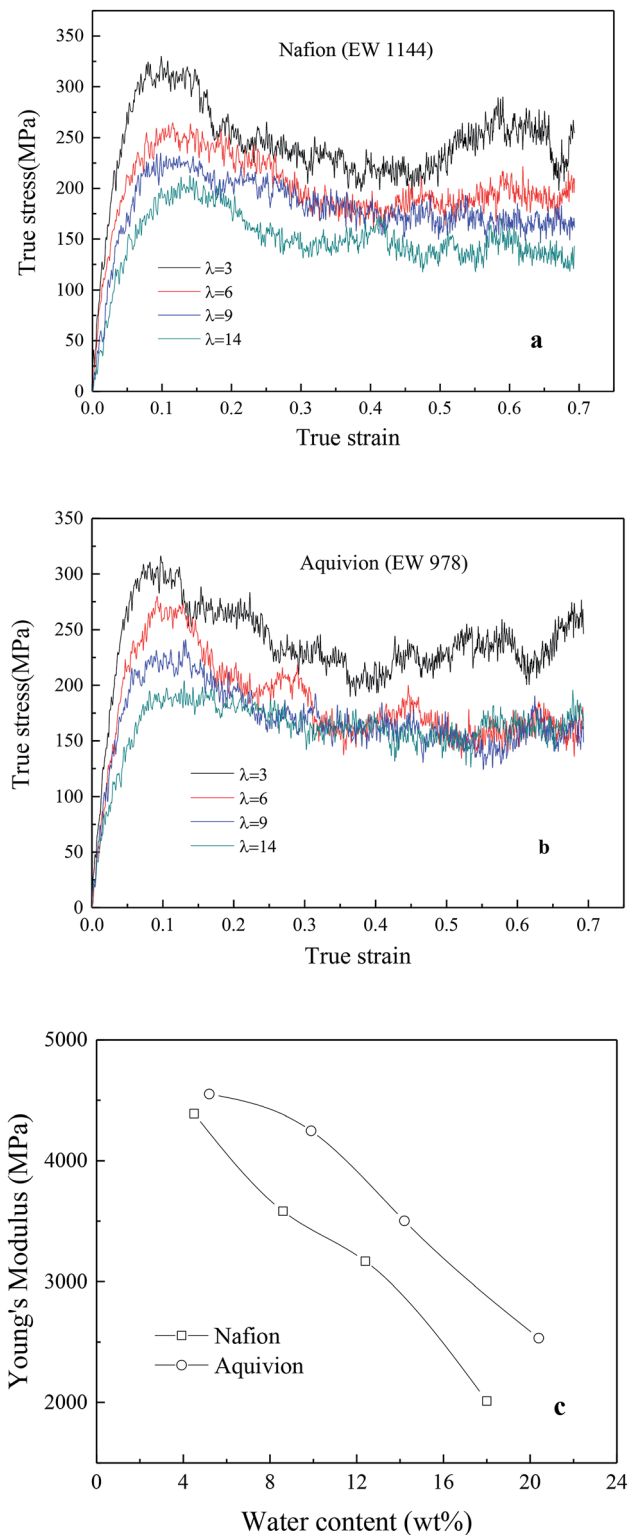 Nafion (EW 1144)
True stress(MPa)
350
300
250
200
150
100
50
0
λ=3
λ=6
λ=9
λ=14
a
0.0 0.1 0.2 0.3 0.4 0.5 0.6 0.7
True strain
Aquivion (EW 978)
True stress(MPa)
350
300
250
200
150
100
50
0
λ=3
λ=6
λ=9
λ=14
b
0.0 0.1 0.2 0.3 0.4 0.5 0.6 0.7
True strain
Young's Modulus (MPa)
5000
4000
3000
2000
Nafion
Aquivion
c
0 4 8 12 16 20 24
Water content (wt%)